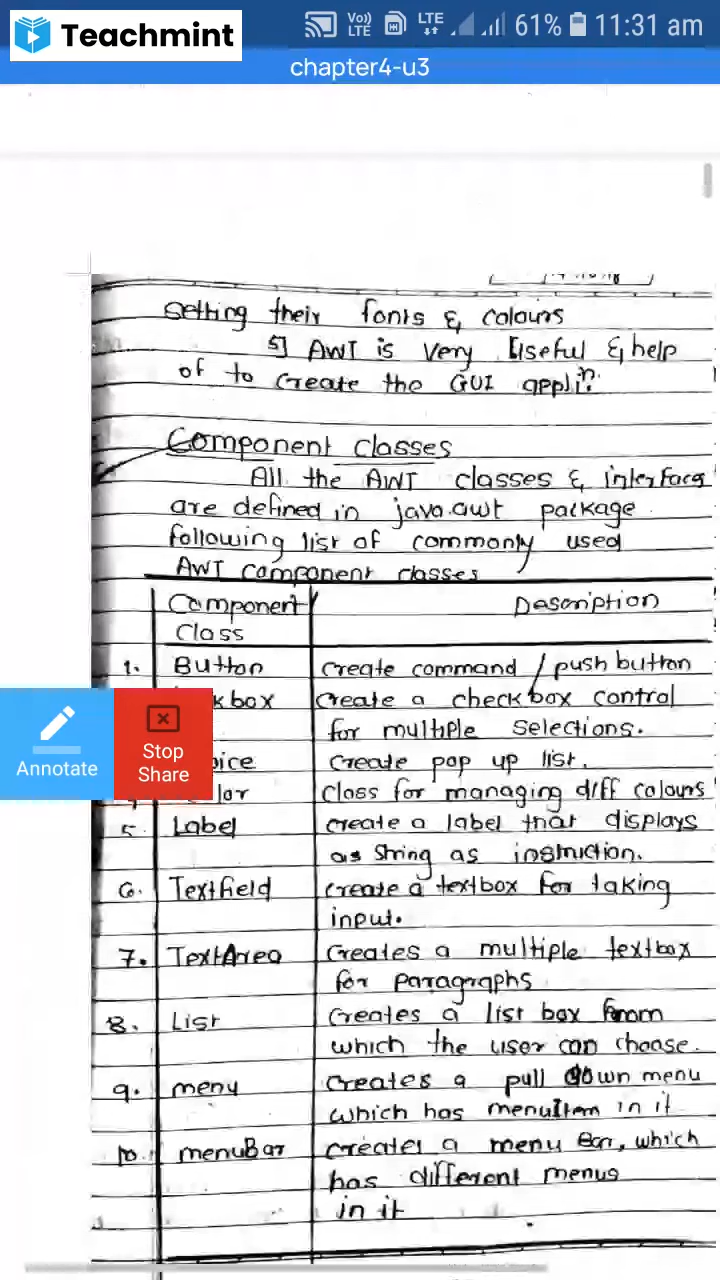 Teachmint
Vo))
LTE
LTE
61%
11:31 am
chapter4-u3
setting their fonts & colours
5] AWT is very Useful & help
of to create the GUI appliⁿ.
Component classes
All the AWT classes & interfaces
are defined in java.awt package
following list of commonly used
AWT component classes
Component Class
Description
1. Button create command / push button
kbox create a check box control
for multiple selections.
oice create pop up list.
lor class for managing diff colours
5. Label create a label that displays
as string as instruction.
6. Textfield create a textbox for taking
input.
7. TextArea creates a multiple textbox
for paragraphs
8. List creates a list box from
which the user can choose.
9. menu creates a pull down menu
which has menuItem in it
10. menuBar creates a menu Bar, which
has different menus
in it
Annotate
Stop
Share